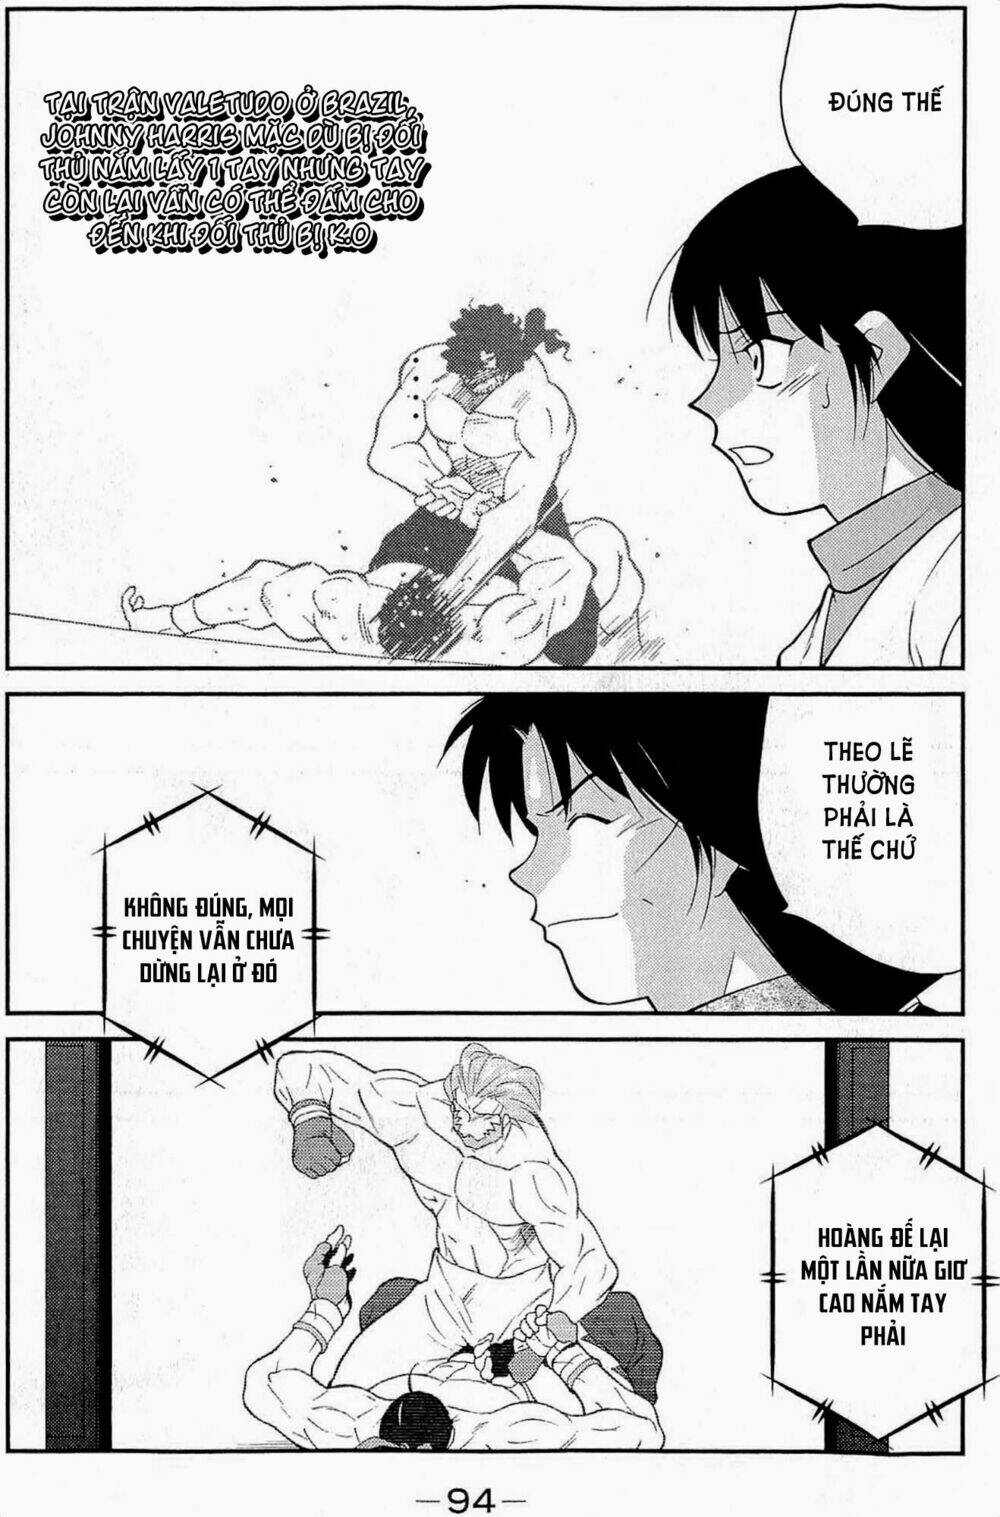 ĐÚNG THẾ
TẠI TRẬN VALETUDO Ở BRAZIL,
JOHNNY HARRIS MẶC DÙ BỊ ĐỐI
THỦ NẮM LẤY 1 TAY NHƯNG TAY
CÒN LẠI VẪN CÓ THỂ ĐẤM CHO
ĐẾN KHI ĐỐI THỦ BỊ K.O
THEO LẼ
THƯỜNG
PHẢI LÀ
THẾ CHỨ
KHÔNG ĐÚNG, MỌI
CHUYỆN VẪN CHƯA
DỪNG LẠI Ở ĐÓ
HOÀNG ĐẾ LẠI
MỘT LẦN NỮA GIƠ
CAO NẮM TAY
PHẢI
—94—